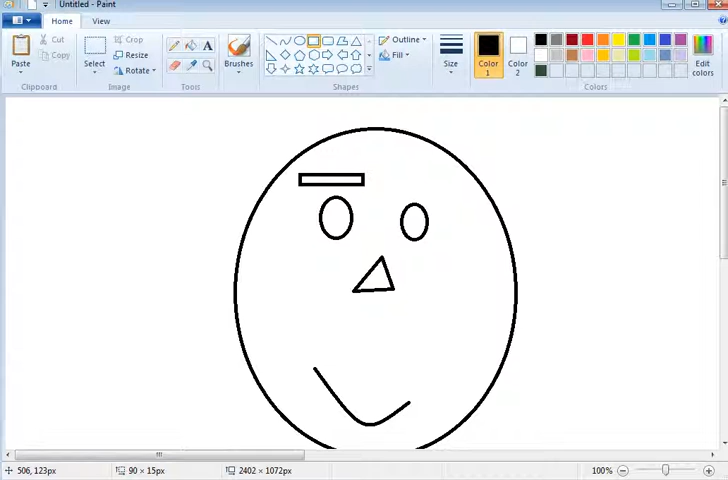 Untitled - Paint
Home View
Paste
Cut
Copy
Clipboard
Select
Crop
Resize
Rotate
Image
A
Tools
Brushes
Outline
Fill
Shapes
Size
Color 1
Color 2
Colors
Edit colors
506, 123px
90 × 15px
2402 × 1072px
100%